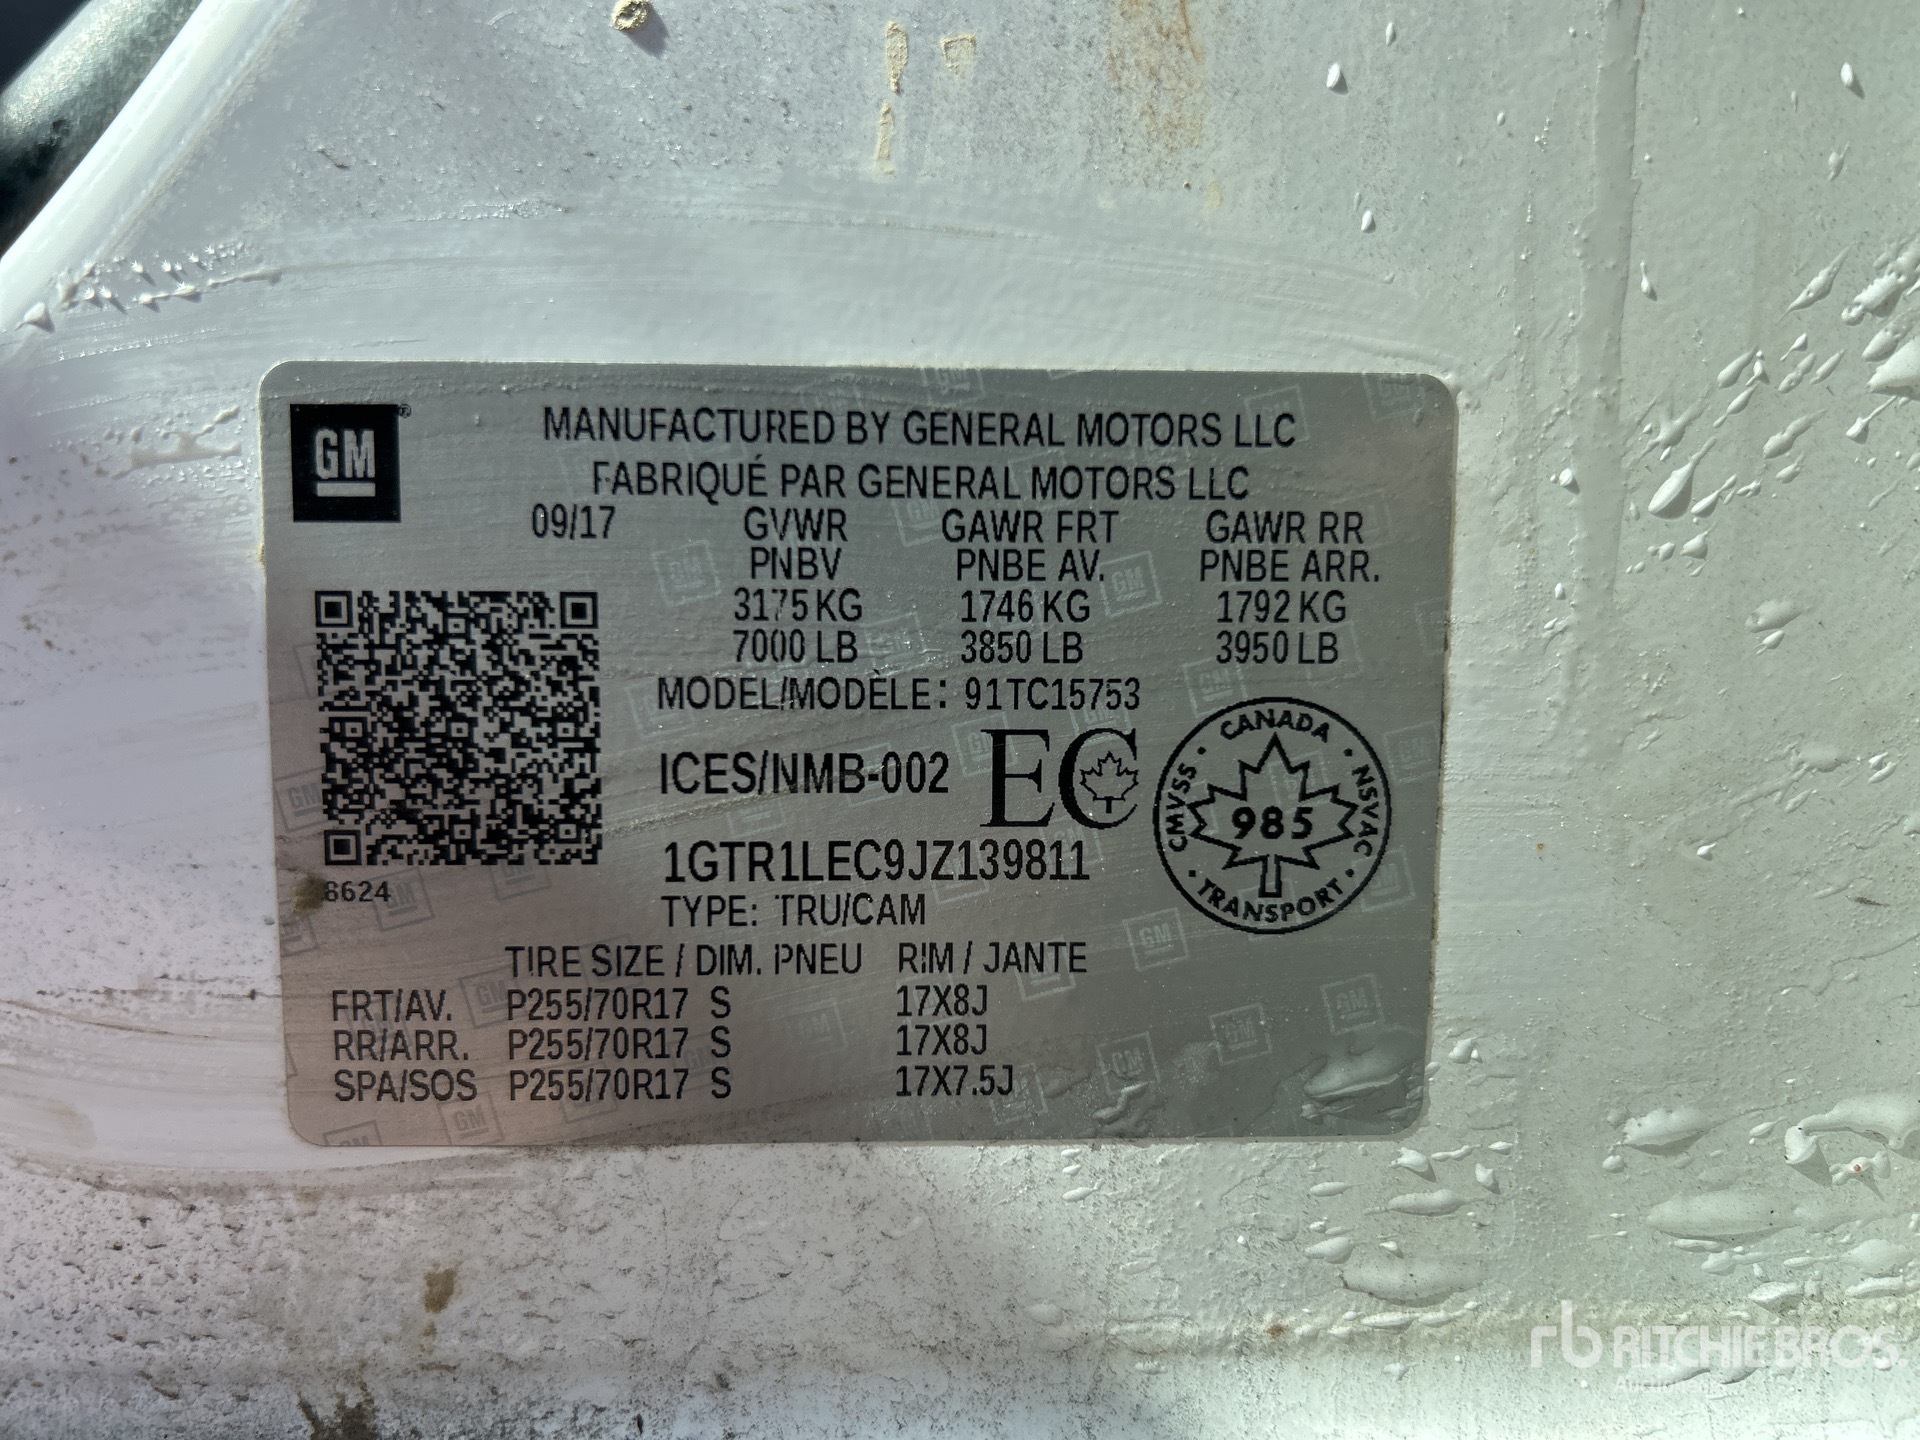 GM
MANUFACTURED BY GENERAL MOTORS LLC
FABRIQUÉ PAR GENERAL MOTORS LLC
09/17 GVWR GAWR FRT GAWR RR
PNBV PNBE AV. PNBE ARR.
3175 KG 1746 KG 1792 KG
7000 LB 3850 LB 3950 LB
MODEL/MODÈLE: 91TC15753
ICES/NMB-002 EC
CANADA
CMVSS 985 NSVAC
TRANSPORT
1GTR1LEC9JZ139811
8624
TYPE: TRU/CAM
TIRE SIZE / DIM. PNEU RIM / JANTE
FRT/AV. P255/70R17 S 17X8J
RR/ARR. P255/70R17 S 17X8J
SPA/SOS P255/70R17 S 17X7.5J
rb RITCHIE BROS.
Auctioneers